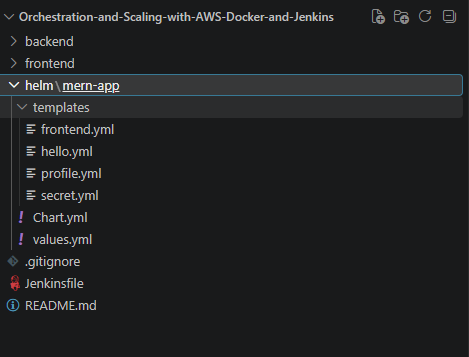 Orchestration-and-Scaling-with-AWS-Docker-and-Jenkins
backend
frontend
helm\mern-app
templates
frontend.yml
hello.yml
profile.yml
secret.yml
! Chart.yml
! values.yml
.gitignore
Jenkinsfile
README.md